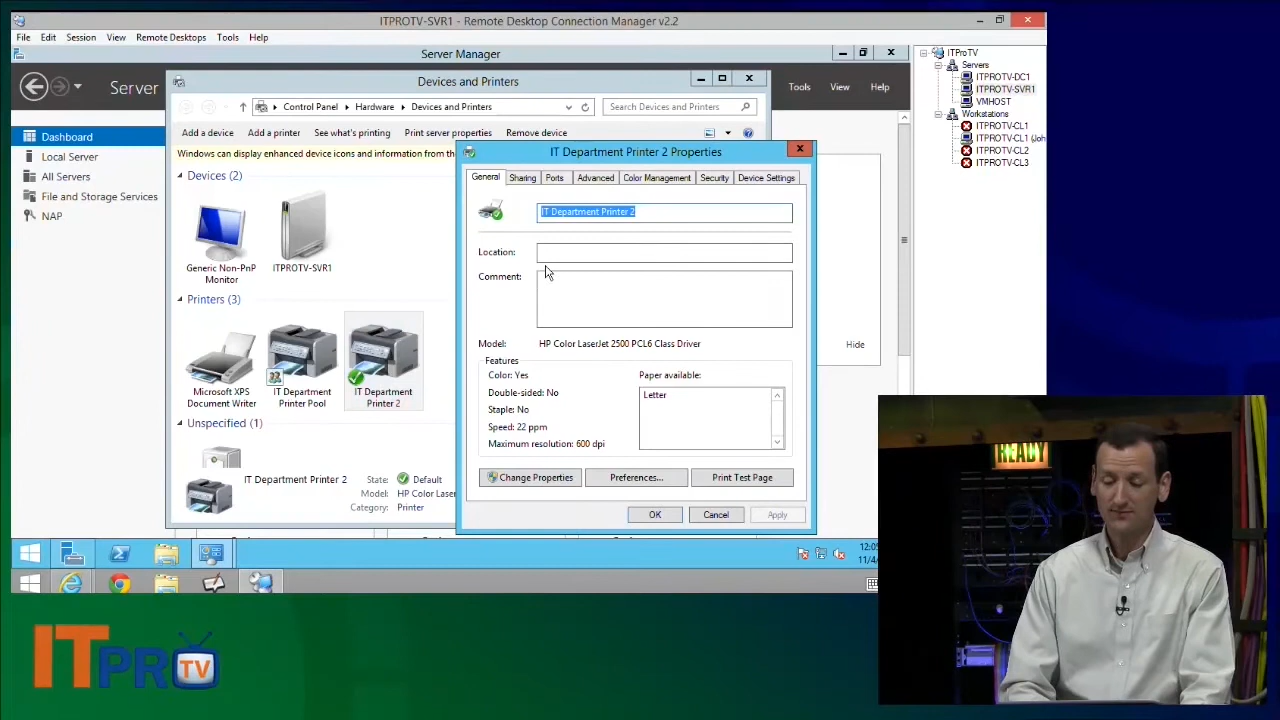 ITPROTV-SVR1 - Remote Desktop Connection Manager v2.2
File Edit Session View Remote Desktops Tools Help
Server Manager
Server
Tools View Help
Dashboard
Local Server
All Servers
File and Storage Services
NAP
Hide
Devices and Printers
Control Panel Hardware Devices and Printers
Search Devices and Printers
Add a device Add a printer See what's printing Print server properties Remove device
Windows can display enhanced device icons and information from the
Devices (2)
Generic Non-PnP
Monitor
ITPROTV-SVR1
Printers (3)
Microsoft XPS
Document Writer
IT Department
Printer Pool
IT Department
Printer 2
Unspecified (1)
IT Department Printer 2
State: Default
Model: HP Color Laser
Category: Printer
IT Department Printer 2 Properties
General Sharing Ports Advanced Color Management Security Device Settings
IT Department Printer 2
Location:
Comment:
Model: HP Color LaserJet 2500 PCL6 Class Driver
Features
Color: Yes
Double-sided: No
Staple: No
Speed: 22 ppm
Maximum resolution: 600 dpi
Paper available:
Letter
Change Properties Preferences... Print Test Page
OK Cancel Apply
ITProTV
Servers
ITPROTV-DC1
ITPROTV-SVR1
VMHOST
Workstations
ITPROTV-CL1
ITPROTV-CL1 (Joh
ITPROTV-CL2
ITPROTV-CL3
12:05
11/4/
READY
ITPROTV